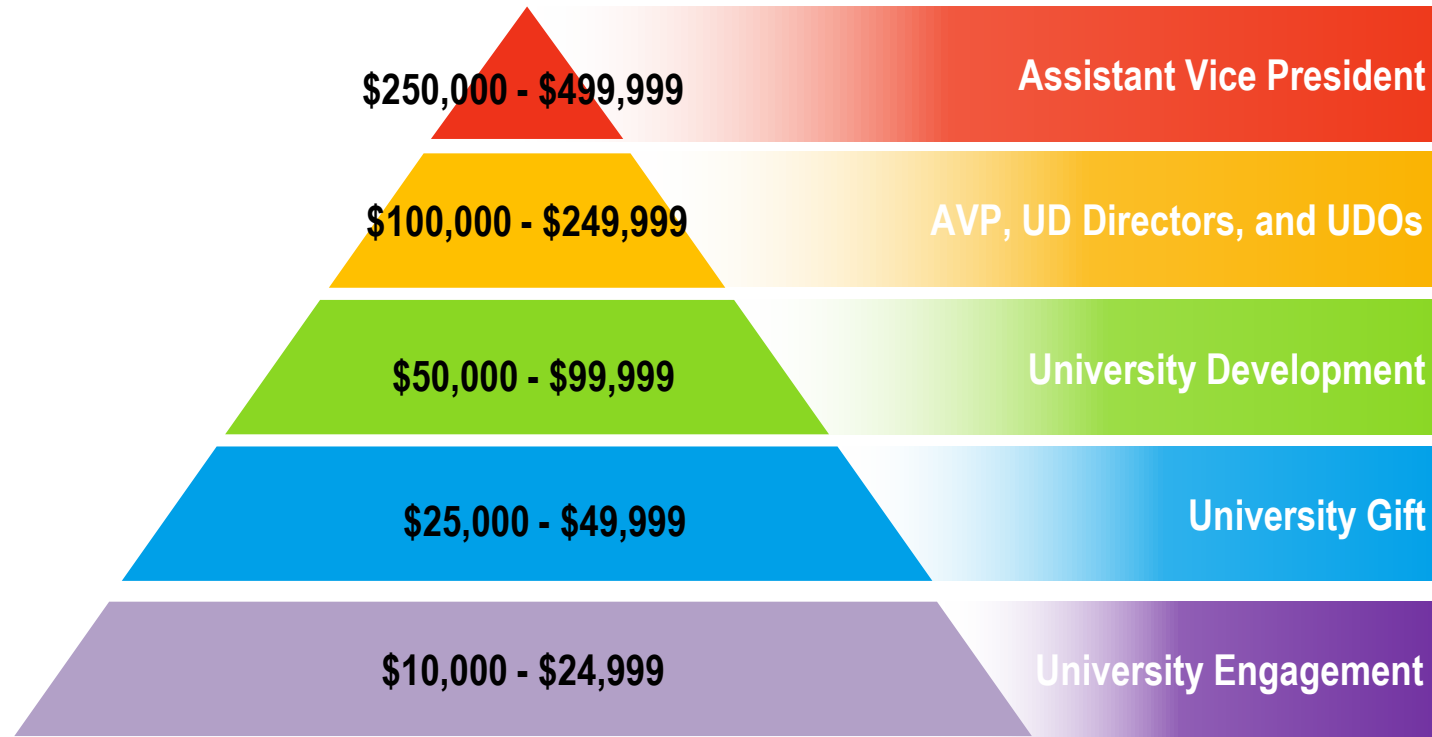 $250,000 - $499,999
Assistant Vice President
$100,000 - $249,999
AVP, UD Directors, and UDOs
$50,000 - $99,999
University Development
$25,000 - $49,999
University Gift
$10,000 - $24,999
University Engagement